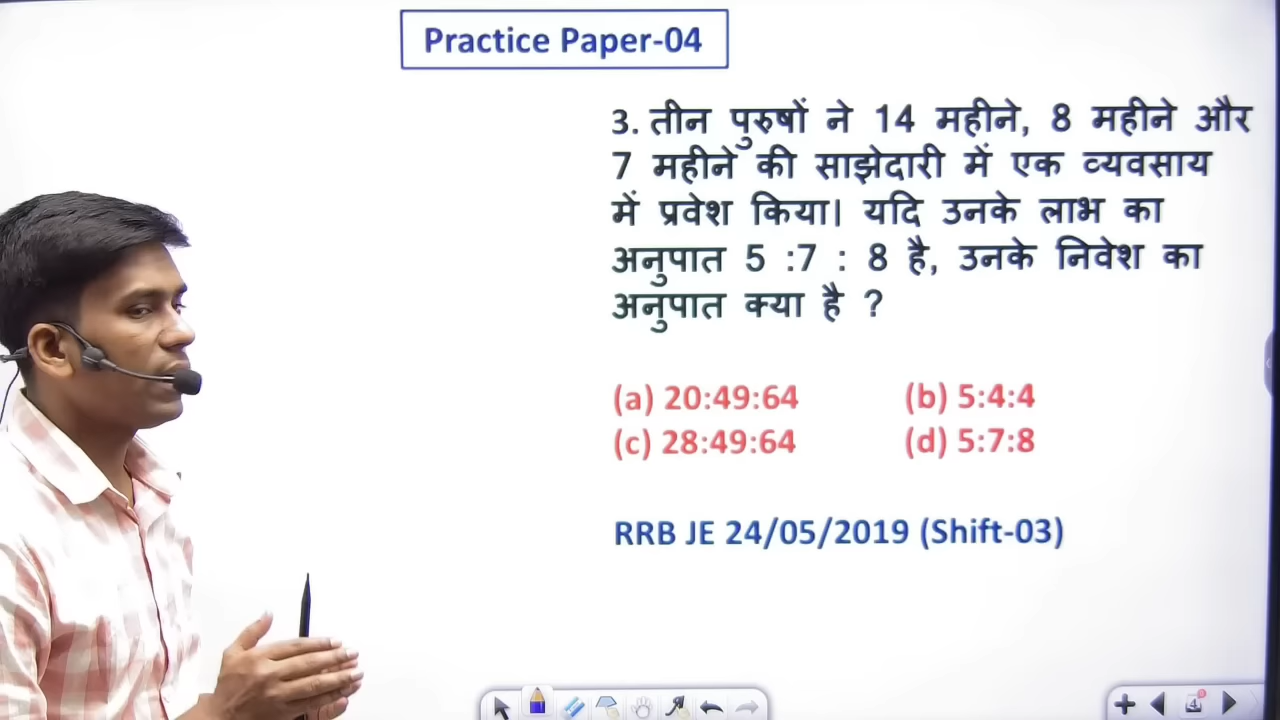 Practice Paper-04
3. तीन पुरुषों ने 14 महीने, 8 महीने और
7 महीने की साझेदारी में एक व्यवसाय
में प्रवेश किया। यदि उनके लाभ का
अनुपात 5 :7 : 8 है, उनके निवेश का
अनुपात क्या है ?
(a) 20:49:64 (b) 5:4:4
(c) 28:49:64 (d) 5:7:8
RRB JE 24/05/2019 (Shift-03)